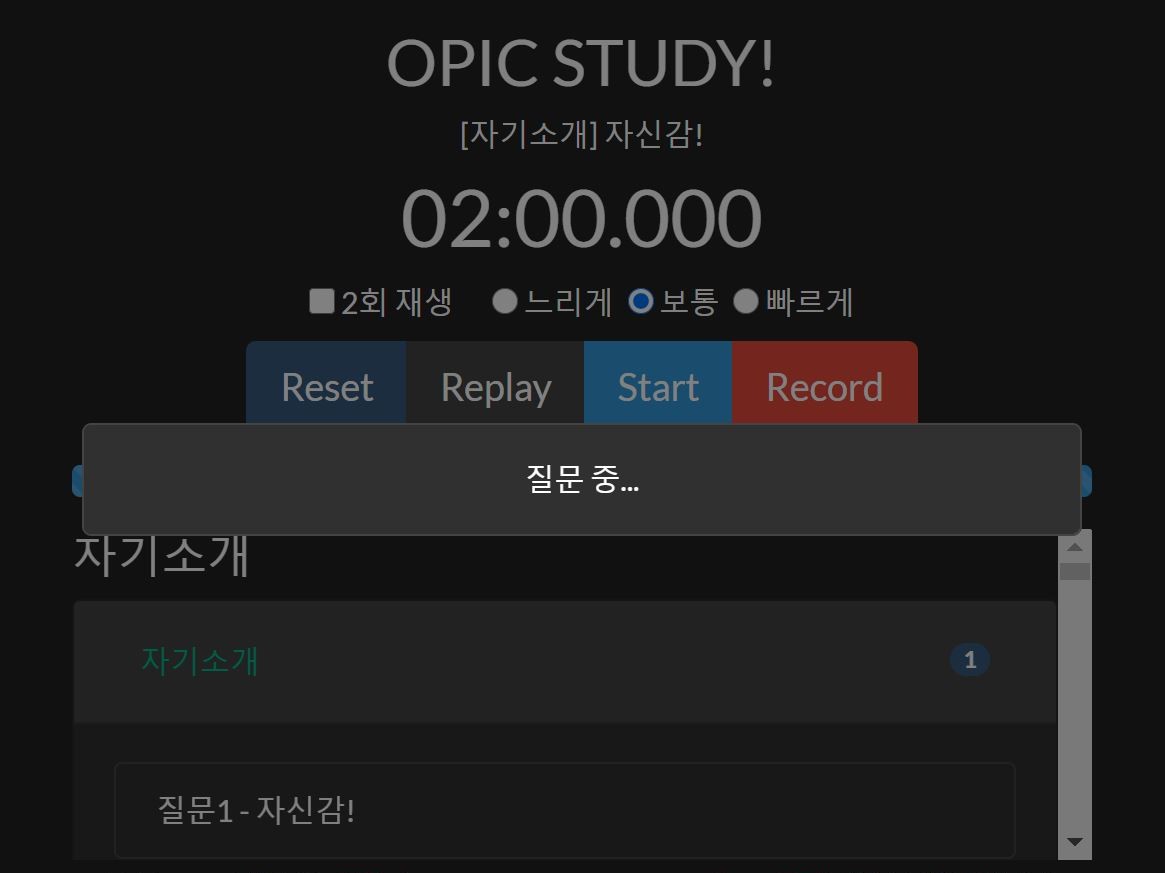 OPIC STUDY!
[자기소개] 자신감!
02:00.000
2회 재생 느리게 보통 빠르게
Reset Replay Start Record
질문 중...
자기소개
자기소개 1
질문1 - 자신감!